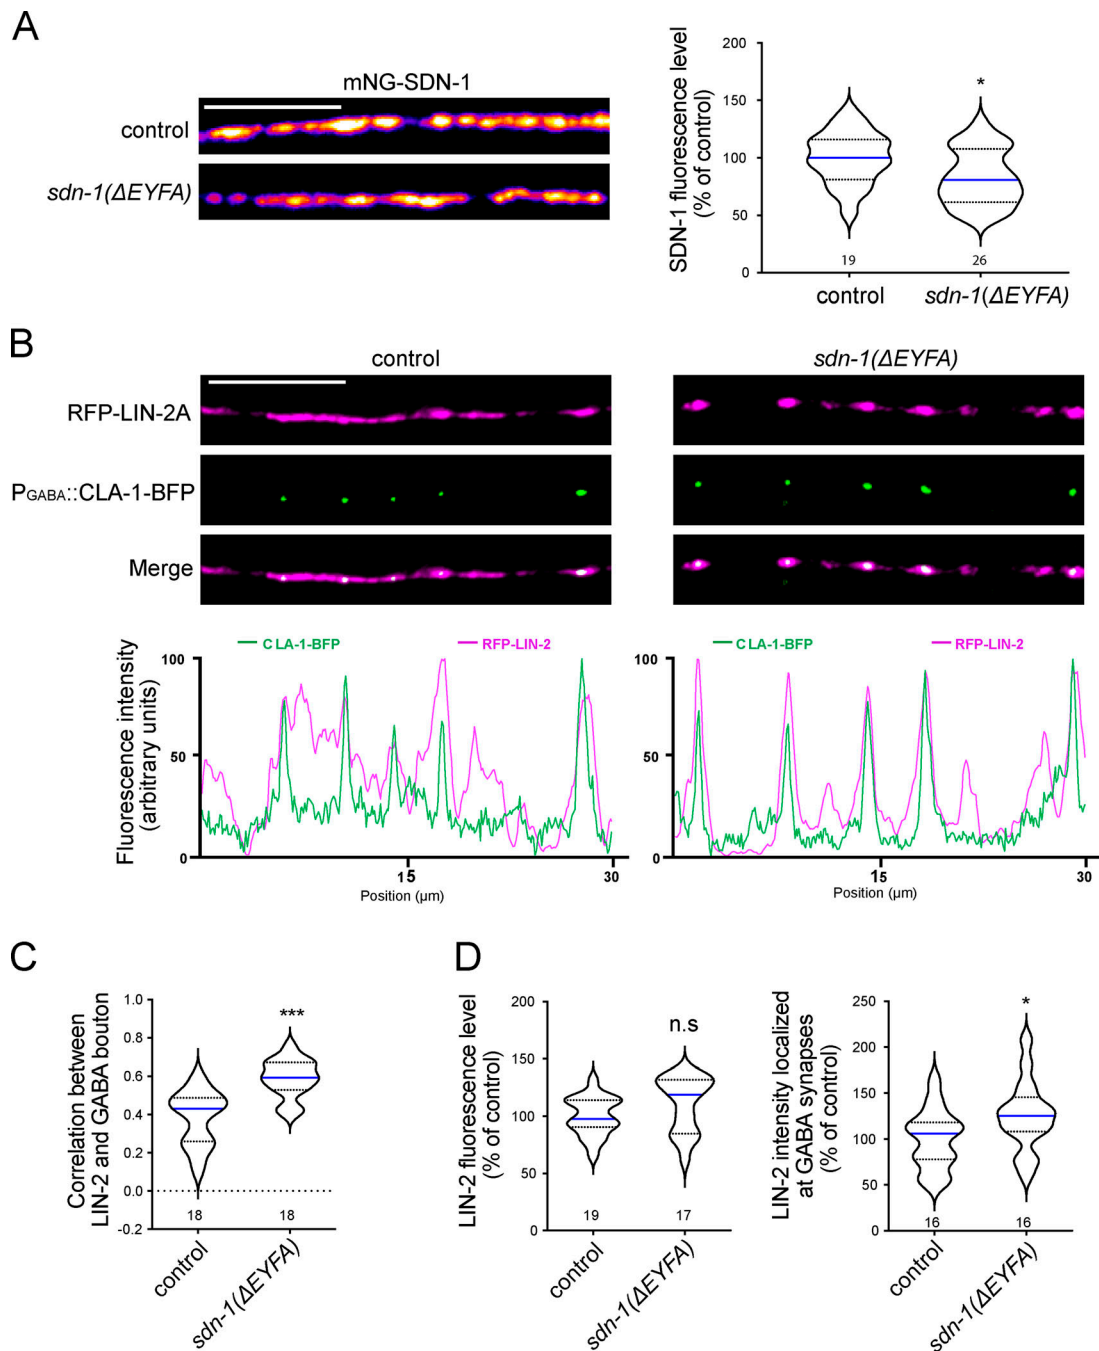 A
mNG-SDN-1
control
sdn-1(ΔEYFA)
SDN-1 fluorescence level
(% of control)
200
150
100
50
0
*
19
26
control
sdn-1(ΔEYFA)
B
control
sdn-1(ΔEYFA)
RFP-LIN-2A
PGABA::CLA-1-BFP
Merge
CLA-1-BFP
RFP-LIN-2
CLA-1-BFP
RFP-LIN-2
Fluorescence intensity
(arbitrary units)
100
50
0
15
30
Position (μm)
100
50
0
15
30
Position (μm)
C
Correlation between
LIN-2 and GABA bouton
1.0
0.8
0.6
0.4
0.2
0.0
-0.2
***
18
18
control
sdn-1(ΔEYFA)
D
LIN-2 fluorescence level
(% of control)
200
150
100
50
0
n.s
19
17
control
sdn-1(ΔEYFA)
LIN-2 intensity localized
at GABA synapses
(% of control)
250
200
150
100
50
0
*
16
16
control
sdn-1(ΔEYFA)